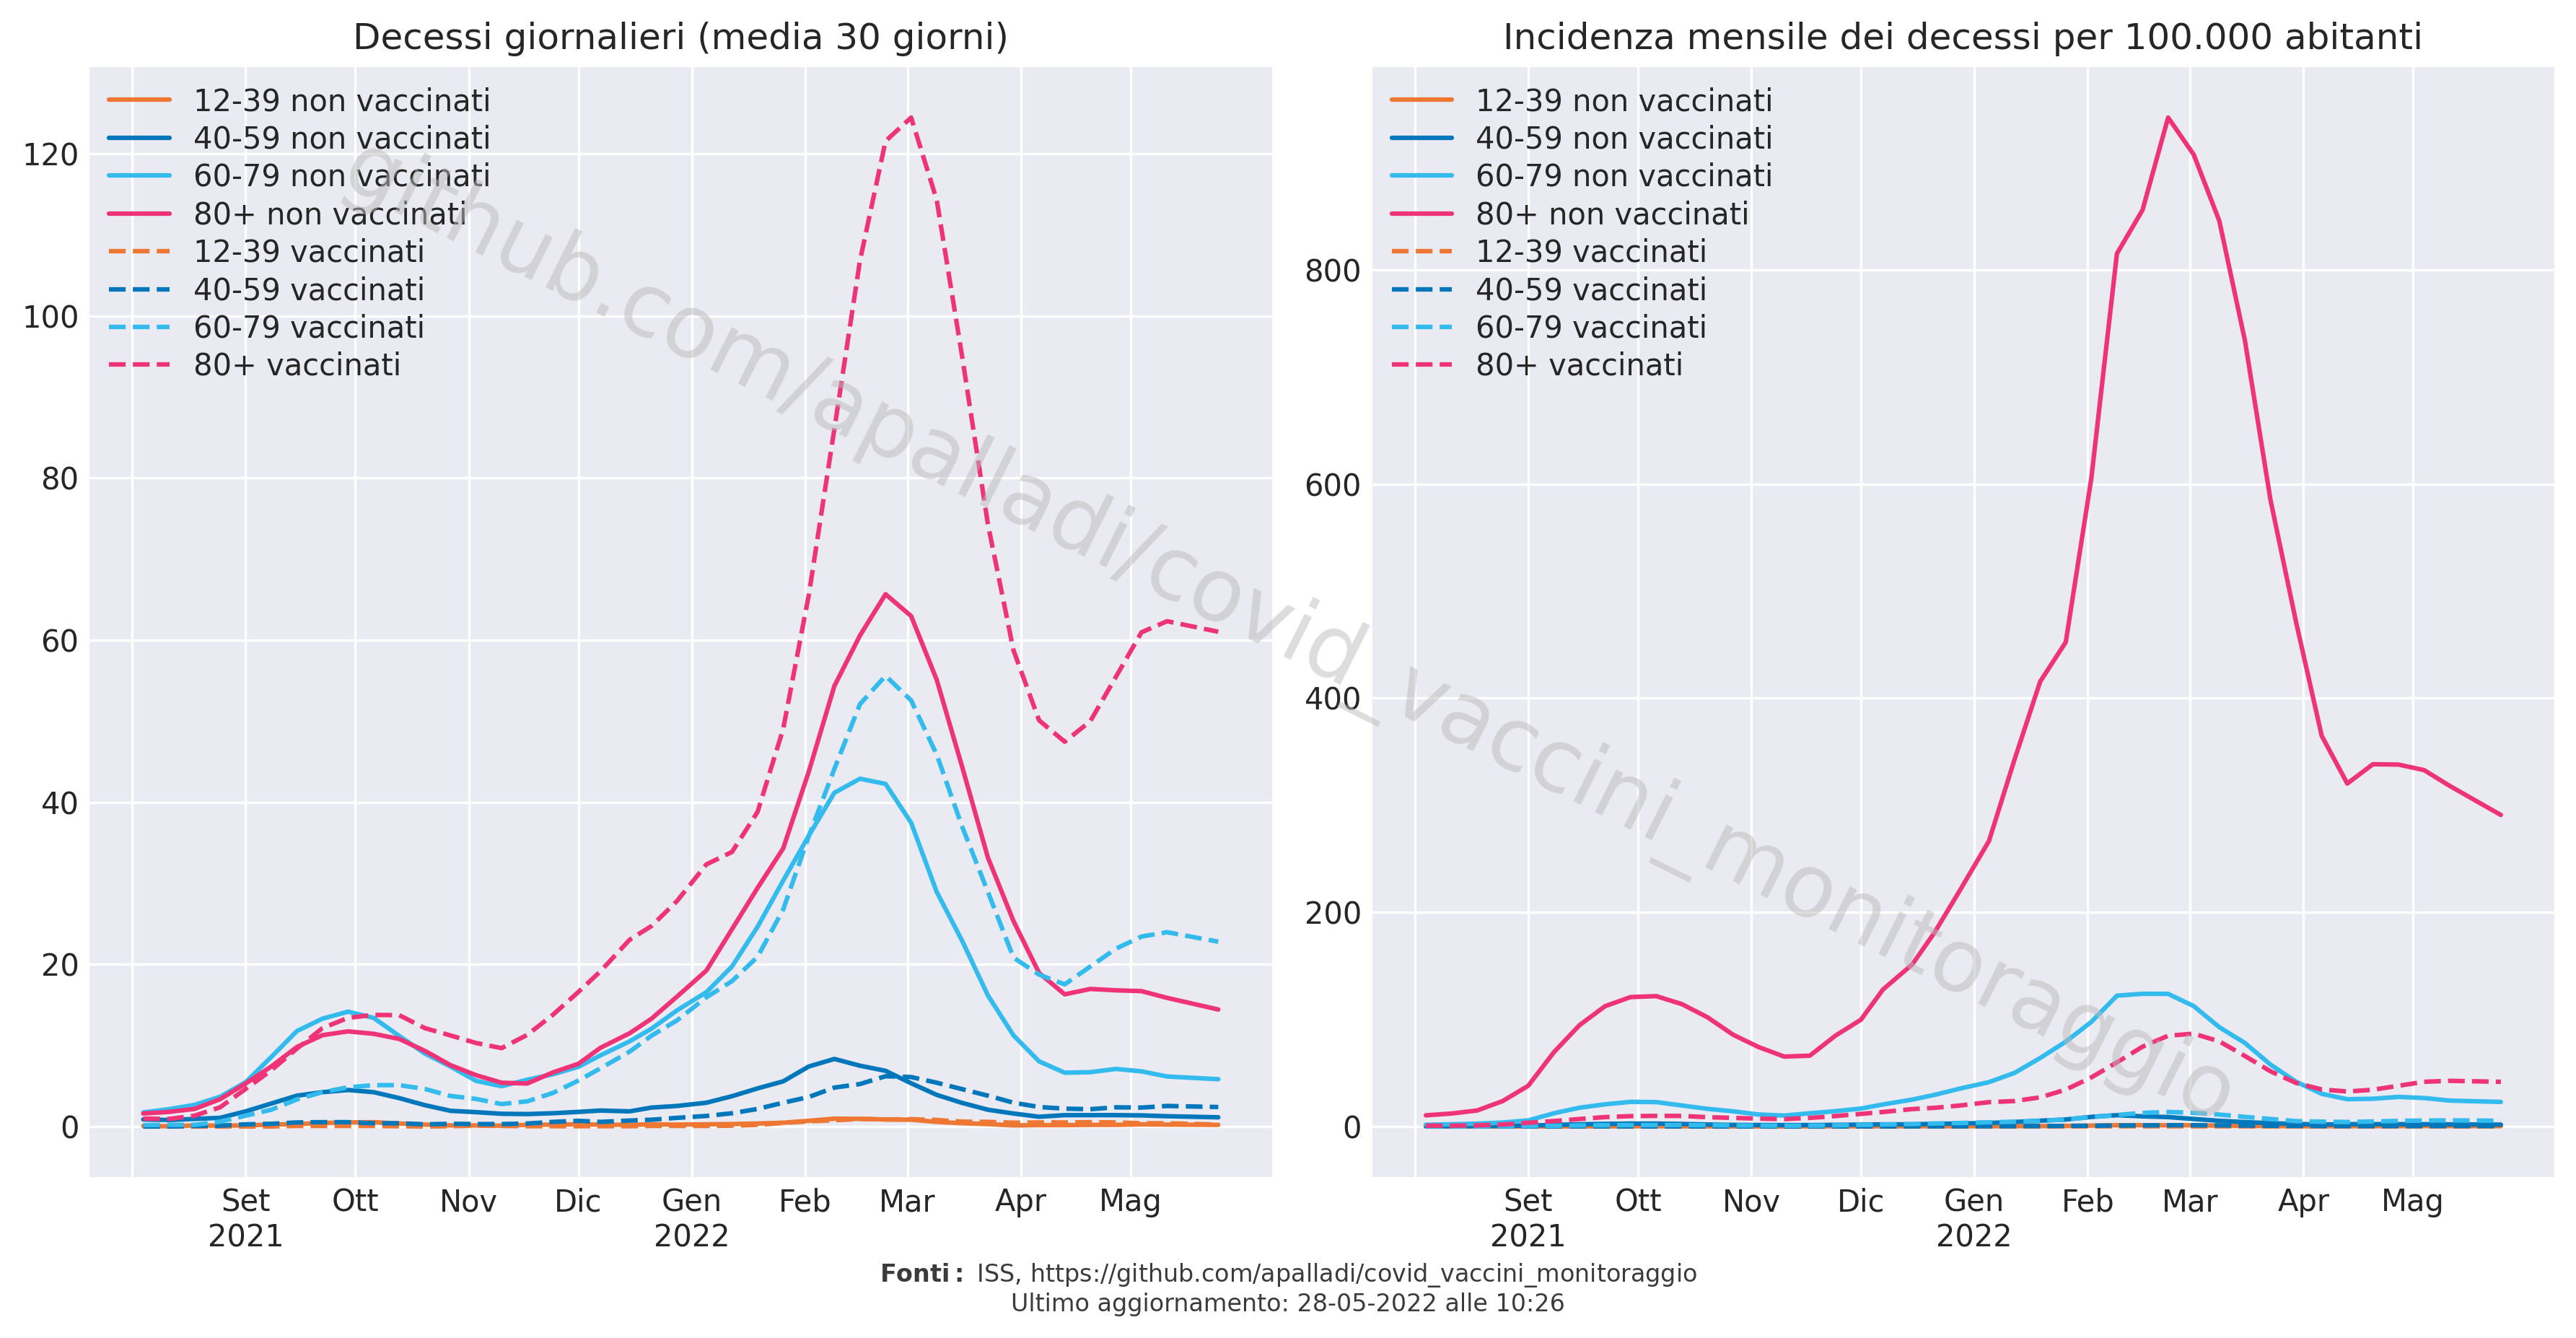 Decessi giornalieri (media 30 giorni)
12-39 non vaccinati
40-59 non vaccinati
60-79 non vaccinati
80+ non vaccinati
12-39 vaccinati
40-59 vaccinati
60-79 vaccinati
80+ vaccinati
120
100
80
60
40
20
0
Set Ott Nov Dic Gen Feb Mar Apr Mag
2021 2022
Incidenza mensile dei decessi per 100.000 abitanti
12-39 non vaccinati
40-59 non vaccinati
60-79 non vaccinati
80+ non vaccinati
12-39 vaccinati
40-59 vaccinati
60-79 vaccinati
80+ vaccinati
800
600
400
200
0
Set Ott Nov Dic Gen Feb Mar Apr Mag
2021 2022
github.com/apalladi/covid_vaccini_monitoraggio
Fonti: ISS, https://github.com/apalladi/covid_vaccini_monitoraggio
Ultimo aggiornamento: 28-05-2022 alle 10:26